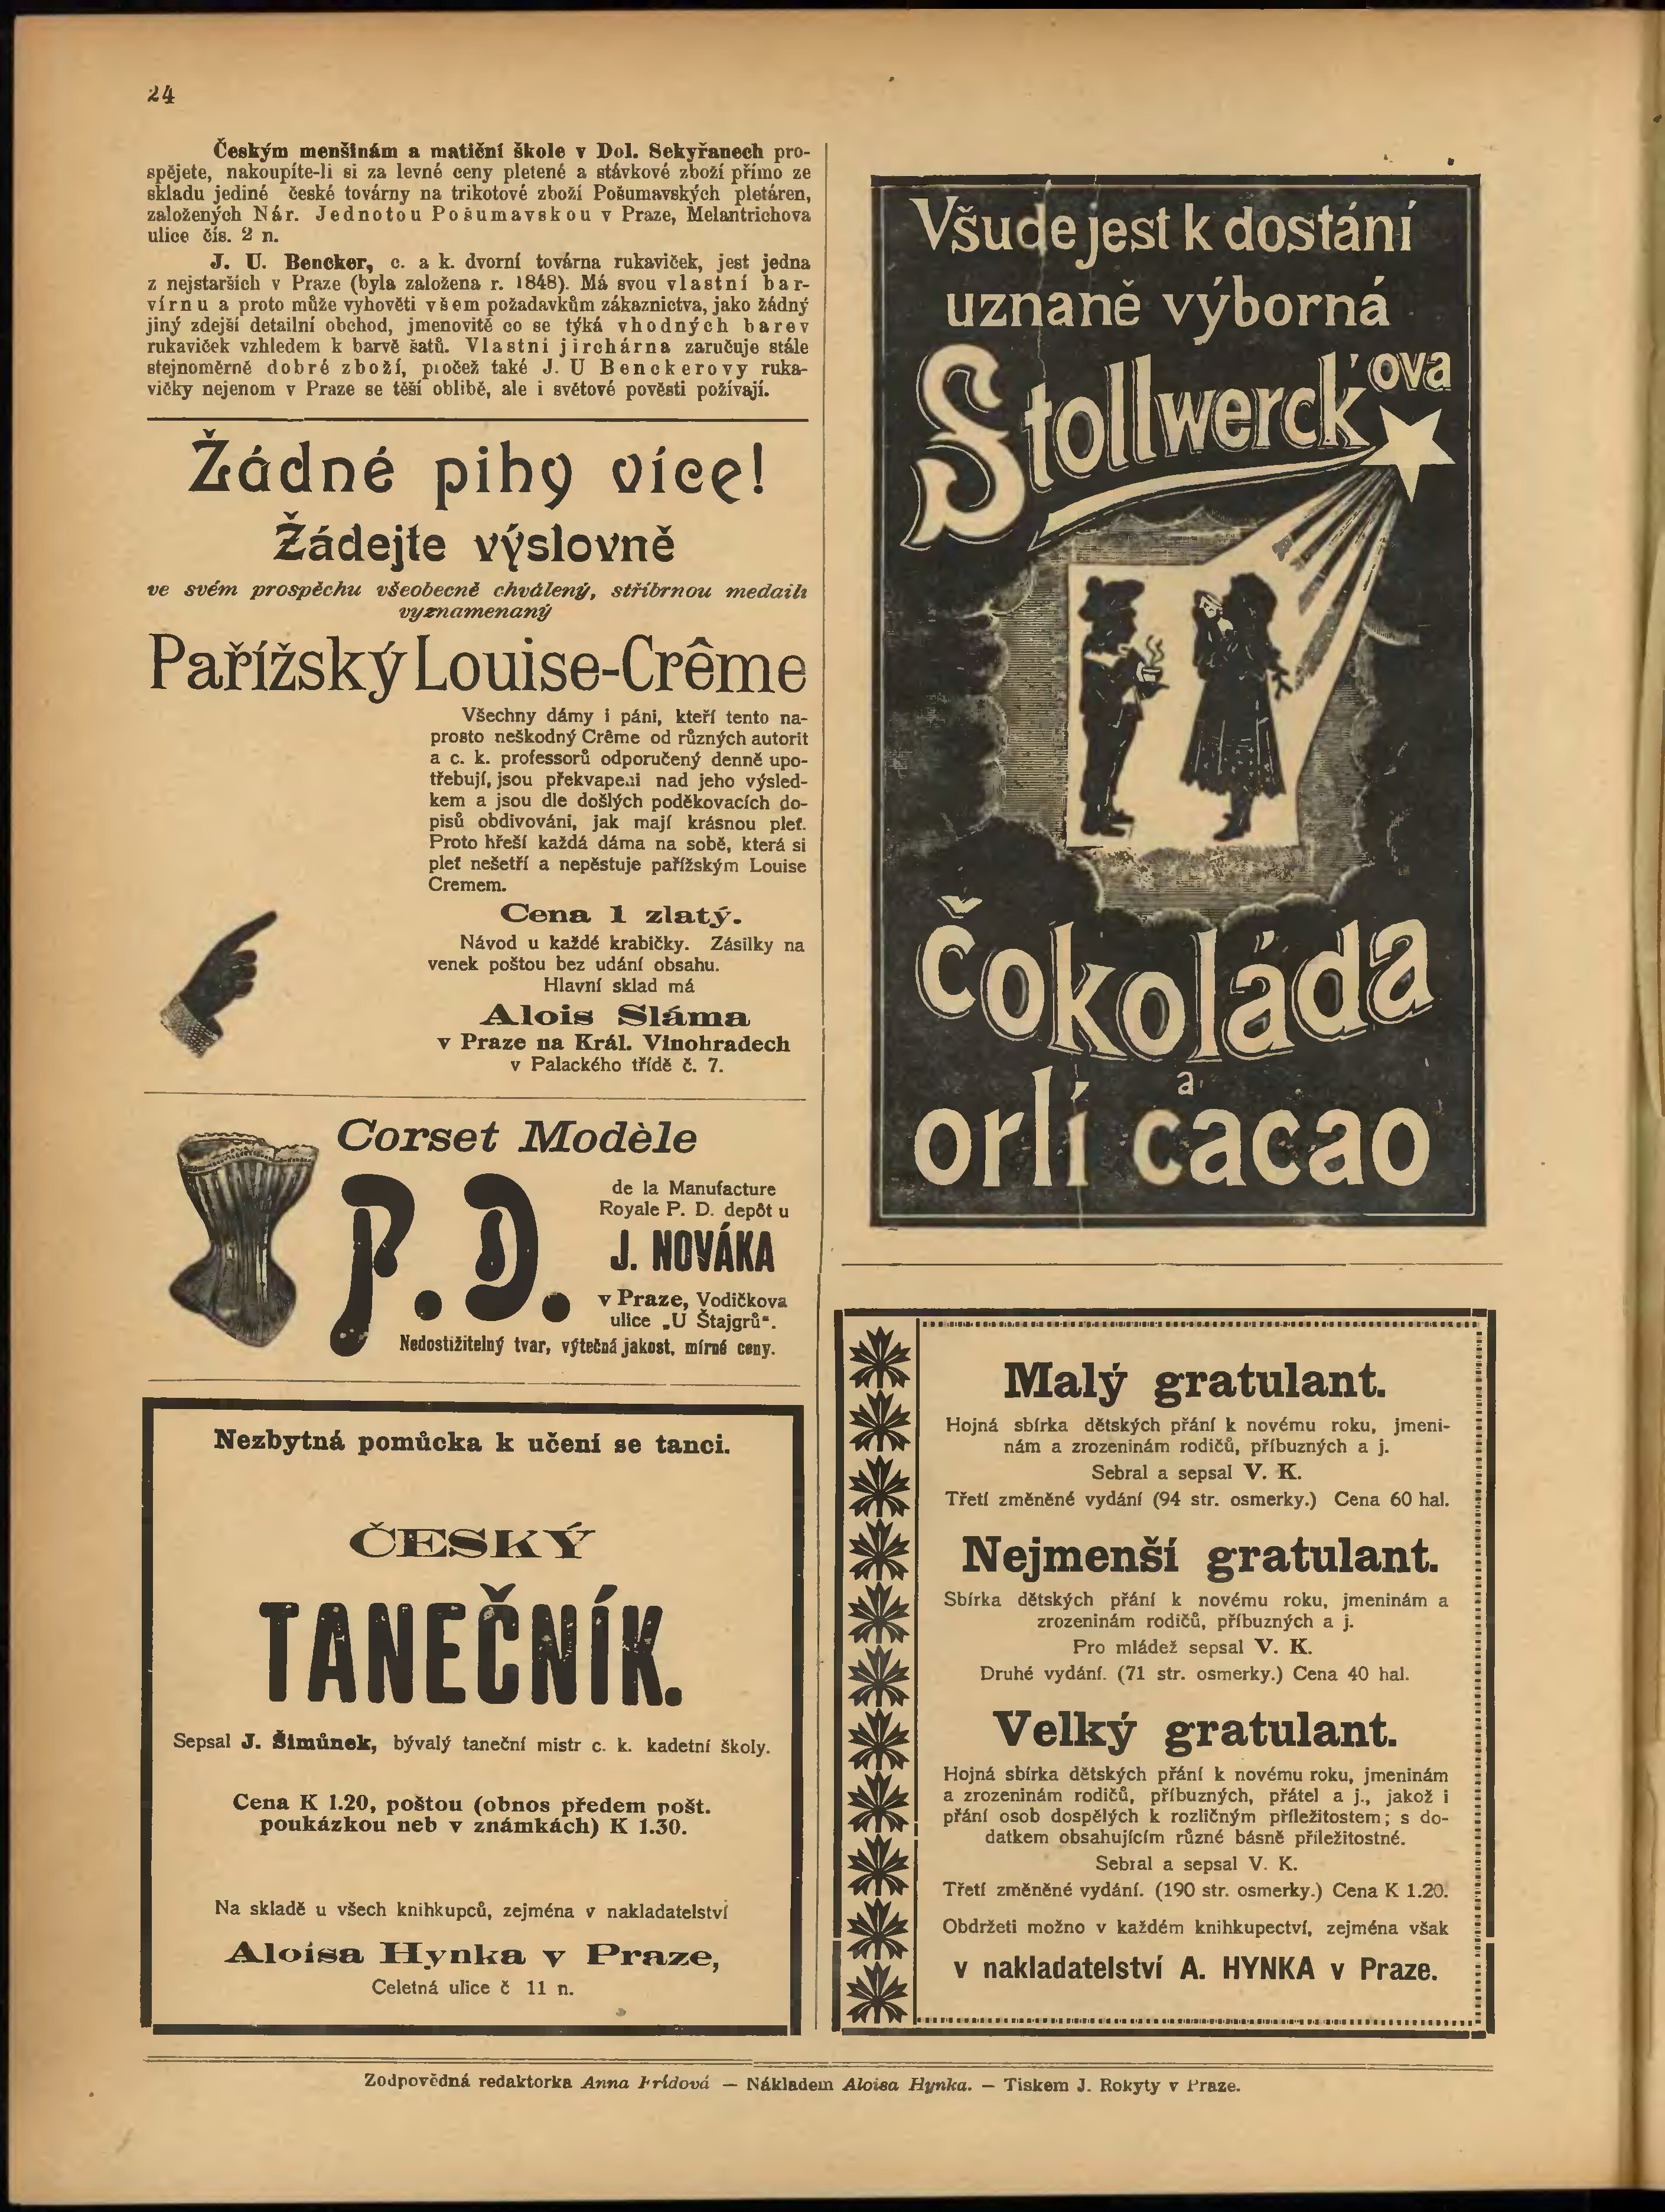 24
Českým menšinám a matiční škole v Dol. Sekyřanech pro-
spějete, nakoupíte-li si za levné ceny pletené a stávkové zboží přímo ze
skladu jediné české továrny na trikotové zboží Pošumavských pletáren,
založených Nár. Jednotou Pošumavskou v Praze, Melantrichova
ulice čís. 2 n.
J. U. Bencker, c. a k. dvorní továrna rukaviček, jest jedna
z nejstarších v Praze (byla založena r. 1848). Má svou vlastní bar-
vírnu a proto může vyhověti všem požadavkům zákaznictva, jako žádný
jiný zdejší detailní obchod, jmenovitě co se týká vhodných barev
rukaviček vzhledem k barvě šatů. Vlastní jirchárna zaručuje stále
stejnoměrně dobré zboží, pročež také J. U Benckerovy ruka-
vičky nejenom v Praze se těší oblibě, ale i světové pověsti požívají.
Žádné pihy více!
Žádejte výslovně
ve svém prospěchu všeobecně chválený, stříbrnou medailí
vyznamenaný
Pařížský Louise-Crême
Všechny dámy i páni, kteří tento na-
prosto neškodný Crême od různých autorit
a c. k. professorů odporučený denně upo-
třebují, jsou překvapeni nad jeho výsled-
kem a jsou dle došlých poděkovacích do-
pisů obdivováni, jak mají krásnou pleť.
Proto hřeší každá dáma na sobě, která si
pleť nešetří a nepěstuje pařížským Louise
Cremem.
Cena 1 zlatý.
Návod u každé krabičky. Zásilky na
venek poštou bez udání obsahu.
Hlavní sklad má
Alois Sláma
v Praze na Král. Vinohradech
v Palackého třídě č. 7.
Corset Modèle
P. D.
de la Manufacture
Royale P. D. depôt u
J. NOVÁKA
v Praze, Vodičkova
ulice „U Štajgrů“.
Nedostižitelný tvar, výtečná jakost, mírné ceny.
Nezbytná pomůcka k učení se tanci.
ČESKÝ
TANEČNÍK.
Sepsal J. Šimůnek, bývalý taneční mistr c. k. kadetní školy.
Cena K 1.20, poštou (obnos předem pošt.
poukázkou neb v známkách) K 1.30.
Na skladě u všech knihkupců, zejména v nakladatelství
Aloisa Hynka v Praze,
Celetná ulice č 11 n.
Všude jest k dostání
uznaně výborná
Stollwerck'ova
Čokoláda
a
orlí cacao
Malý gratulant.
Hojná sbírka dětských přání k novému roku, jmeni-
nám a zrozeninám rodičů, příbuzných a j.
Sebral a sepsal V. K.
Třetí změněné vydání (94 str. osmerky.) Cena 60 hal.
Nejmenší gratulant.
Sbírka dětských přání k novému roku, jmeninám a
zrozeninám rodičů, příbuzných a j.
Pro mládež sepsal V. K.
Druhé vydání. (71 str. osmerky.) Cena 40 hal.
Velký gratulant.
Hojná sbírka dětských přání k novému roku, jmeninám
a zrozeninám rodičů, příbuzných, přátel a j., jakož i
přání osob dospělých k rozličným příležitostem; s do-
datkem obsahujícím různé básně příležitostné.
Sebral a sepsal V. K.
Třetí změněné vydání. (190 str. osmerky.) Cena K 1.20.
Obdržeti možno v každém knihkupectví, zejména však
v nakladatelství A. HYNKA v Praze.
Zodpovědná redaktorka Anna Frídová — Nákladem Aloisa Hynka. — Tiskem J. Rokyty v Praze.